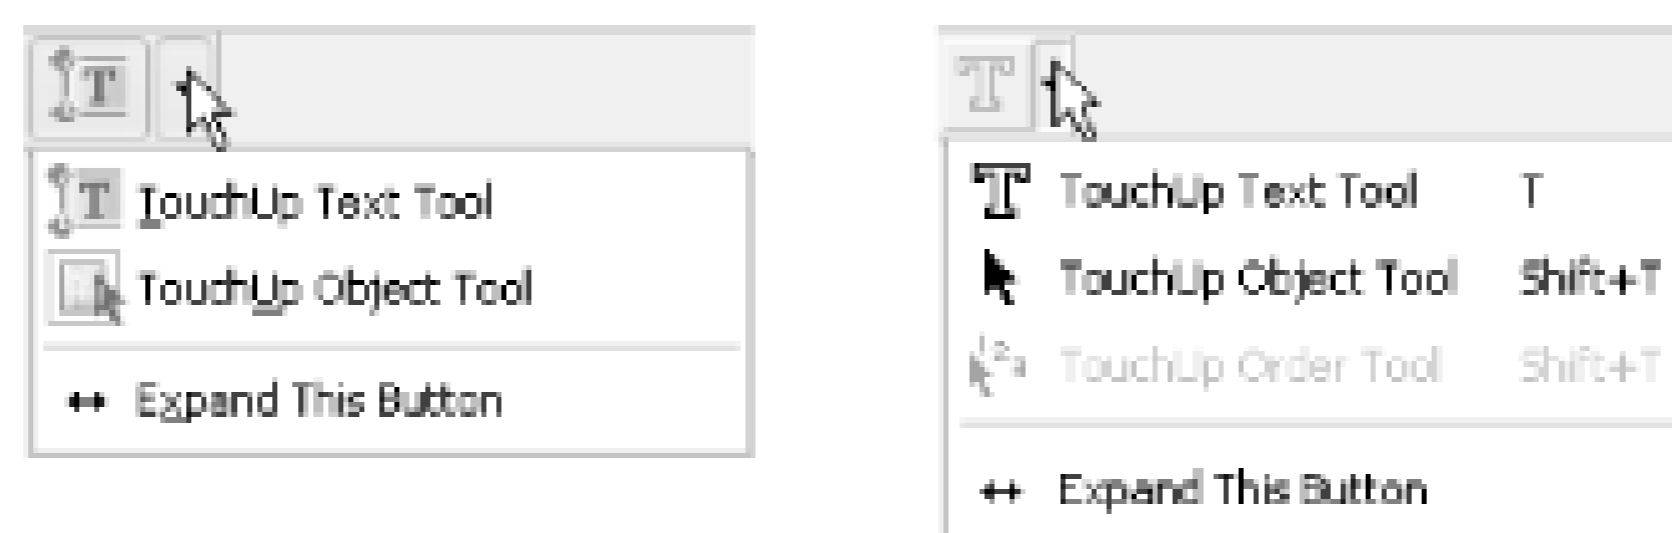 TouchUp Text Tool
TouchUp Object Tool
Expand This Button
TouchUp Text Tool T
TouchUp Object Tool Shift+T
TouchUp Order Tool Shift+T
Expand This Button